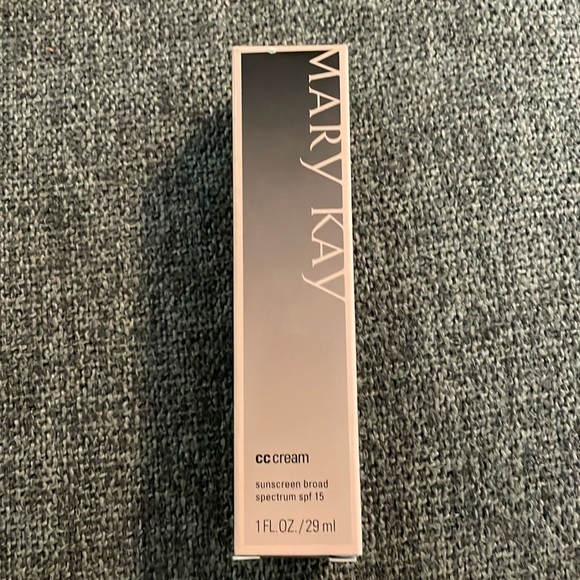 MARY KAY
cc cream
sunscreen broad
spectrum spf 15
1 FL.OZ./29 ml